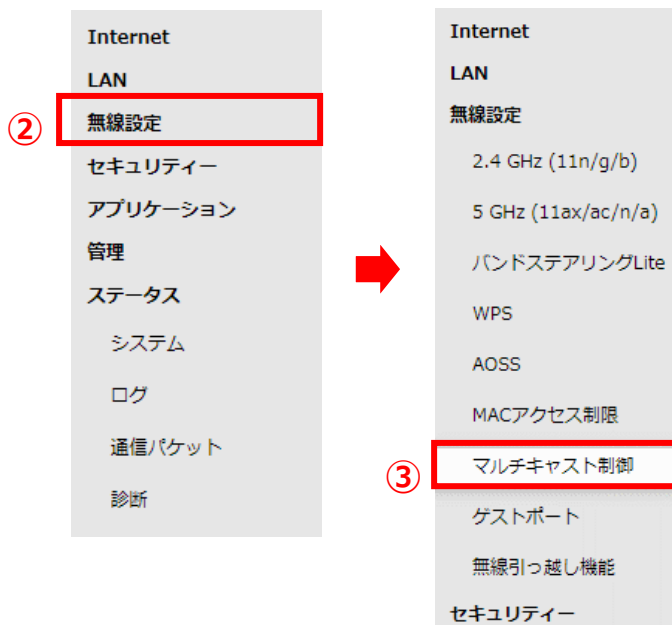 Internet
LAN
②
無線設定
セキュリティー
アプリケーション
管理
ステータス
システム
ログ
通信パケット
診断
Internet
LAN
無線設定
2.4 GHz (11n/g/b)
5 GHz (11ax/ac/n/a)
バンドステアリングLite
WPS
AOSS
MACアクセス制限
③
マルチキャスト制御
ゲストポート
無線引っ越し機能
セキュリティー